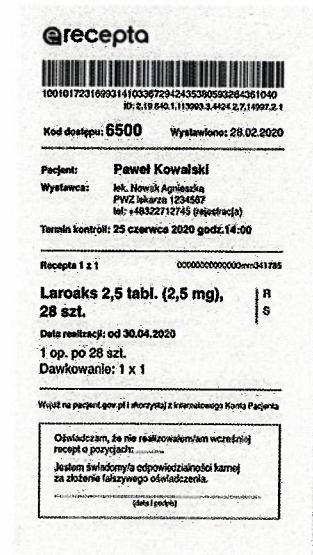 erecepta
10010172316993141033672942435380593264361040
ID: 2.19.840.1.113993.3.4424.2.7.14997.2.1
Kod dostępu: 6500 Wystawiono: 28.02.2020
Pacjent: Paweł Kowalski
Wystawca: lek. Nowak Agnieszka
PWZ lekarza 1234567
tel: +48322712745 (rejestracja)
Termin kontroli: 25 czerwca 2020 godz.14:00
Recepta 1 z 1 0000000000000mm341785
Laroaks 2,5 tabl. (2,5 mg), R
28 szt. S
Data realizacji: od 30.04.2020
1 op. po 28 szt.
Dawkowanie: 1 x 1
Wejdź na pacjent.gov.pl i skorzystaj z Internetowego Konta Pacjenta
Oświadczam, że nie realizowałem/am wcześniej
recept o pozycjach: ........
Jestem świadomy/a odpowiedzialności karnej
za złożenie fałszywego oświadczenia.
(data i podpis)